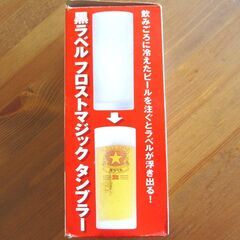 飲みごろに冷えたビールを注ぐとラベルが浮き出る!
黒ラベル フロストマジック タンブラー